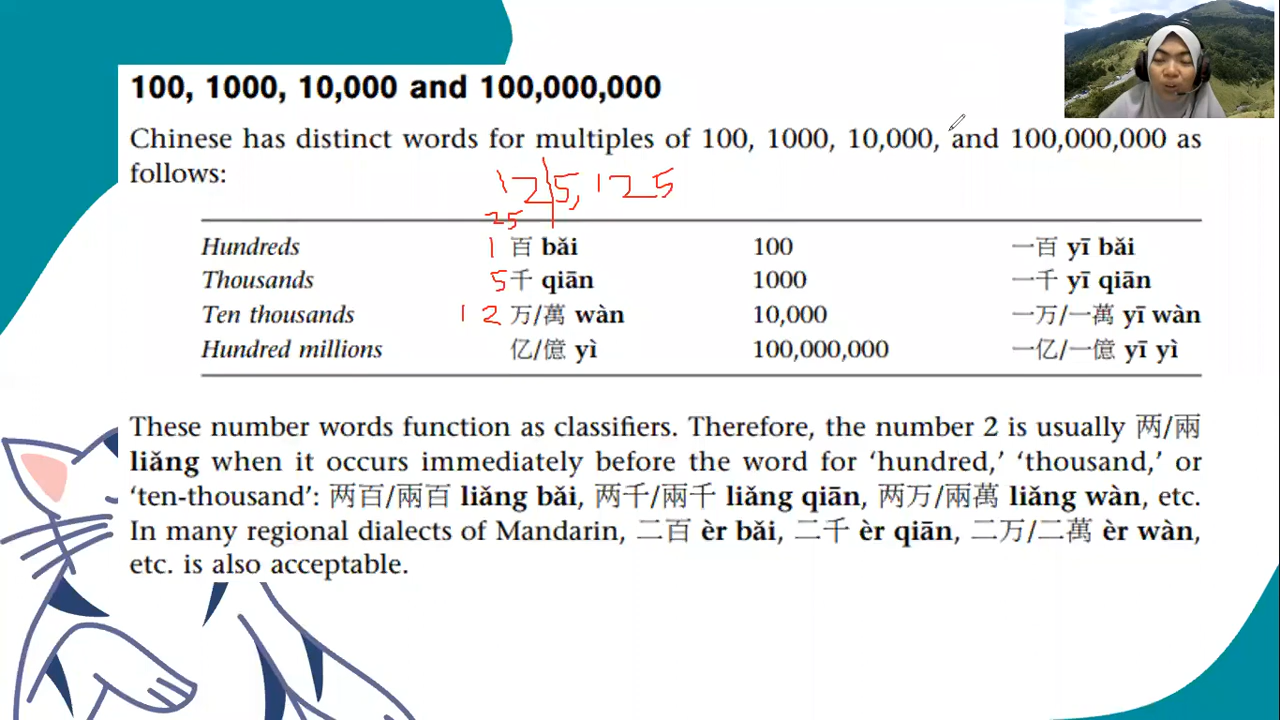 100, 1000, 10,000 and 100,000,000
Chinese has distinct words for multiples of 100, 1000, 10,000, and 100,000,000 as
follows:
125,125
25
Hundreds 1 百 bǎi 100 一百 yī bǎi
Thousands 5 千 qiān 1000 一千 yī qiān
Ten thousands 12 万/萬 wàn 10,000 一万/一萬 yī wàn
Hundred millions 亿/億 yì 100,000,000 一亿/一億 yī yì
These number words function as classifiers. Therefore, the number 2 is usually 两/兩
liǎng when it occurs immediately before the word for ‘hundred,’ ‘thousand,’ or
‘ten-thousand’: 两百/兩百 liǎng bǎi, 两千/兩千 liǎng qiān, 两万/兩萬 liǎng wàn, etc.
In many regional dialects of Mandarin, 二百 èr bǎi, 二千 èr qiān, 二万/二萬 èr wàn,
etc. is also acceptable.